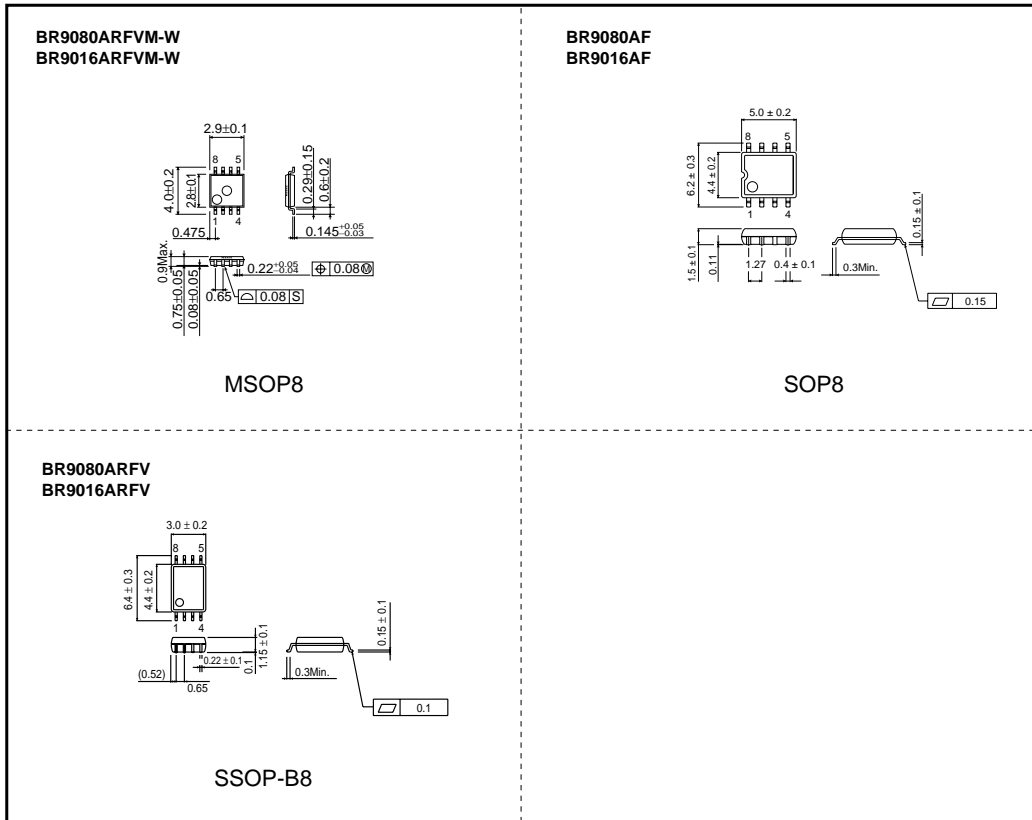 BR9080ARFVM-W
BR9016ARFVM-W
2.9±0.1
8 5
4.0±0.2
2.8±0.1
1 4
0.475
0.29±0.15
0.6±0.2
0.145+0.05−0.03
0.9Max.
0.75±0.05
0.08±0.05
0.22+0.05−0.04
⌖ 0.08Ⓜ
0.65
⌓ 0.08 S
MSOP8
BR9080AF
BR9016AF
5.0 ± 0.2
8 5
6.2 ± 0.3
4.4 ± 0.2
1 4
1.5 ± 0.1
0.11
1.27
0.4 ± 0.1
0.3Min.
0.15 ± 0.1
▱ 0.15
SOP8
BR9080ARFV
BR9016ARFV
3.0 ± 0.2
8 5
6.4 ± 0.3
4.4 ± 0.2
1 4
(0.52)
0.65
0.22 ± 0.1
0.1
1.15 ± 0.1
0.3Min.
0.15 ± 0.1
▱ 0.1
SSOP-B8